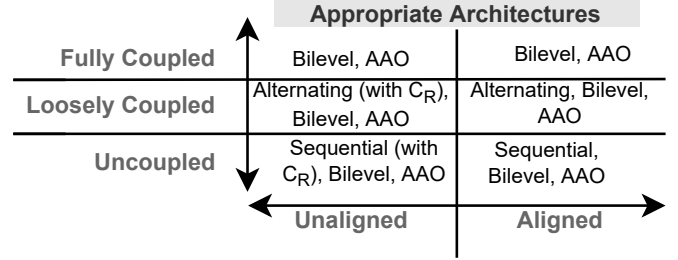 Appropriate Architectures
Fully Coupled
Bilevel, AAO
Bilevel, AAO
Loosely Coupled
Alternating (with C_R),
Bilevel, AAO
Alternating, Bilevel,
AAO
Uncoupled
Sequential (with
C_R), Bilevel, AAO
Sequential,
Bilevel, AAO
Unaligned
Aligned